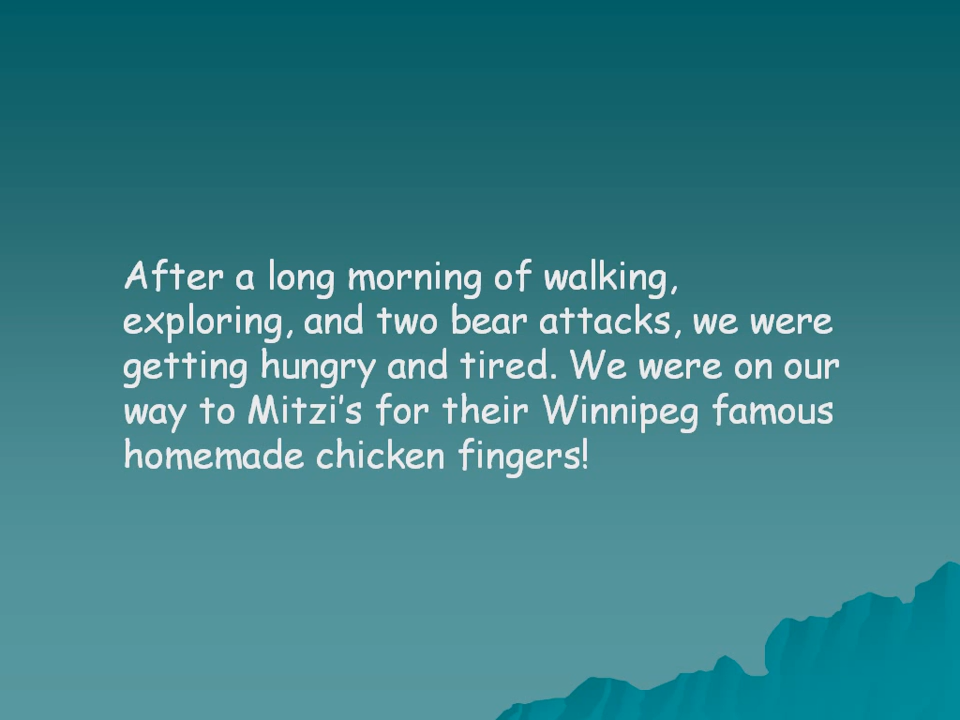 After a long morning of walking,
exploring, and two bear attacks, we were
getting hungry and tired. We were on our
way to Mitzi's for their Winnipeg famous
homemade chicken fingers!